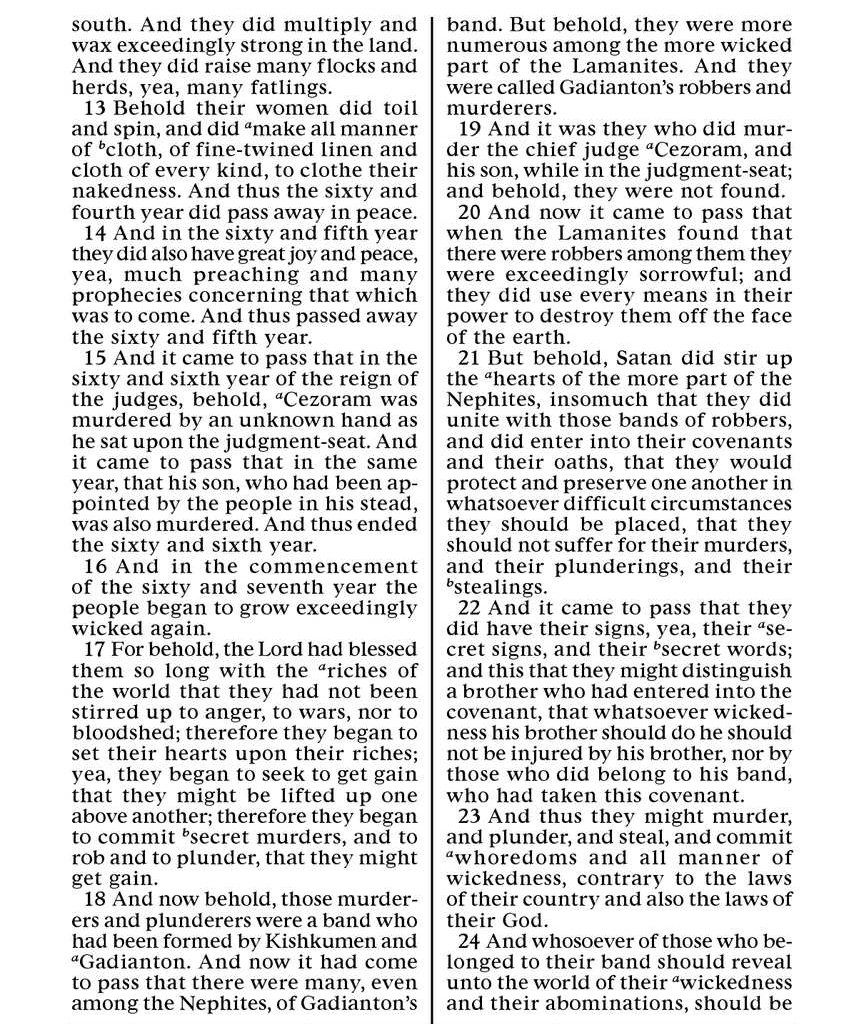 south. And they did multiply and
wax exceedingly strong in the land.
And they did raise many flocks and
herds, yea, many fatlings.
13 Behold their women did toil
and spin, and did ᵃmake all manner
of ᵇcloth, of fine-twined linen and
cloth of every kind, to clothe their
nakedness. And thus the sixty and
fourth year did pass away in peace.
14 And in the sixty and fifth year
they did also have great joy and peace,
yea, much preaching and many
prophecies concerning that which
was to come. And thus passed away
the sixty and fifth year.
15 And it came to pass that in the
sixty and sixth year of the reign of
the judges, behold, ᵃCezoram was
murdered by an unknown hand as
he sat upon the judgment-seat. And
it came to pass that in the same
year, that his son, who had been ap-
pointed by the people in his stead,
was also murdered. And thus ended
the sixty and sixth year.
16 And in the commencement
of the sixty and seventh year the
people began to grow exceedingly
wicked again.
17 For behold, the Lord had blessed
them so long with the ᵃriches of
the world that they had not been
stirred up to anger, to wars, nor to
bloodshed; therefore they began to
set their hearts upon their riches;
yea, they began to seek to get gain
that they might be lifted up one
above another; therefore they began
to commit ᵇsecret murders, and to
rob and to plunder, that they might
get gain.
18 And now behold, those murder-
ers and plunderers were a band who
had been formed by Kishkumen and
ᵃGadianton. And now it had come
to pass that there were many, even
among the Nephites, of Gadianton’s
band. But behold, they were more
numerous among the more wicked
part of the Lamanites. And they
were called Gadianton’s robbers and
murderers.
19 And it was they who did mur-
der the chief judge ᵃCezoram, and
his son, while in the judgment-seat;
and behold, they were not found.
20 And now it came to pass that
when the Lamanites found that
there were robbers among them they
were exceedingly sorrowful; and
they did use every means in their
power to destroy them off the face
of the earth.
21 But behold, Satan did stir up
the ᵃhearts of the more part of the
Nephites, insomuch that they did
unite with those bands of robbers,
and did enter into their covenants
and their oaths, that they would
protect and preserve one another in
whatsoever difficult circumstances
they should be placed, that they
should not suffer for their murders,
and their plunderings, and their
ᵇstealings.
22 And it came to pass that they
did have their signs, yea, their ᵃse-
cret signs, and their ᵇsecret words;
and this that they might distinguish
a brother who had entered into the
covenant, that whatsoever wicked-
ness his brother should do he should
not be injured by his brother, nor by
those who did belong to his band,
who had taken this covenant.
23 And thus they might murder,
and plunder, and steal, and commit
ᵃwhoredoms and all manner of
wickedness, contrary to the laws
of their country and also the laws of
their God.
24 And whosoever of those who be-
longed to their band should reveal
unto the world of their ᵃwickedness
and their abominations, should be